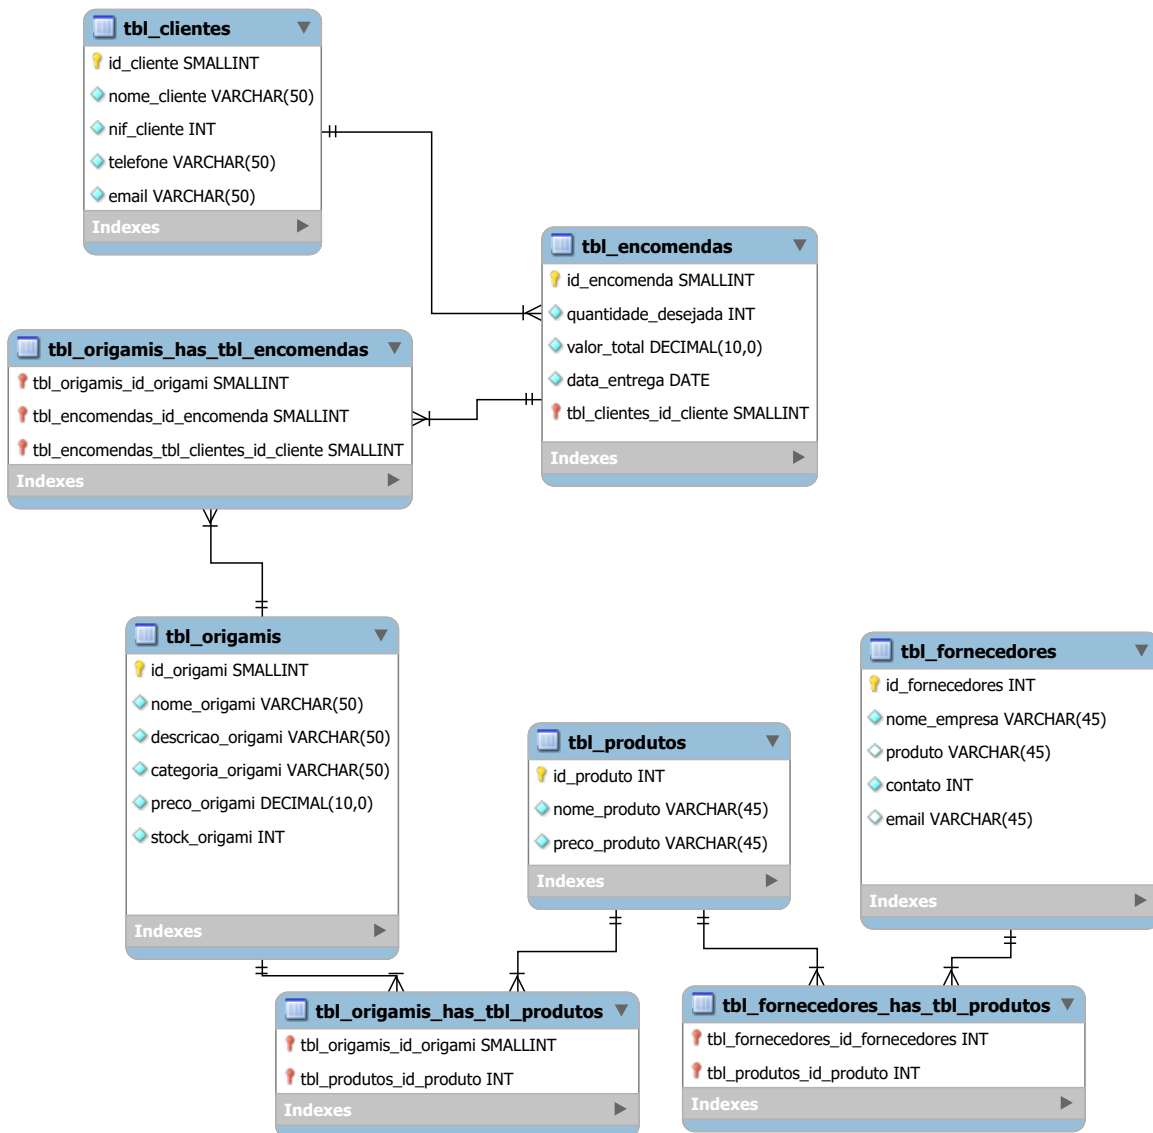 tbl_clientes
id_cliente SMALLINT
nome_cliente VARCHAR(50)
nif_cliente INT
telefone VARCHAR(50)
email VARCHAR(50)
Indexes
tbl_encomendas
id_encomenda SMALLINT
quantidade_desejada INT
valor_total DECIMAL(10,0)
data_entrega DATE
tbl_clientes_id_cliente SMALLINT
Indexes
tbl_origamis_has_tbl_encomendas
tbl_origamis_id_origami SMALLINT
tbl_encomendas_id_encomenda SMALLINT
tbl_encomendas_tbl_clientes_id_cliente SMALLINT
Indexes
tbl_origamis
id_origami SMALLINT
nome_origami VARCHAR(50)
descricao_origami VARCHAR(50)
categoria_origami VARCHAR(50)
preco_origami DECIMAL(10,0)
stock_origami INT
Indexes
tbl_produtos
id_produto INT
nome_produto VARCHAR(45)
preco_produto VARCHAR(45)
Indexes
tbl_fornecedores
id_fornecedores INT
nome_empresa VARCHAR(45)
produto VARCHAR(45)
contato INT
email VARCHAR(45)
Indexes
tbl_origamis_has_tbl_produtos
tbl_origamis_id_origami SMALLINT
tbl_produtos_id_produto INT
Indexes
tbl_fornecedores_has_tbl_produtos
tbl_fornecedores_id_fornecedores INT
tbl_produtos_id_produto INT
Indexes